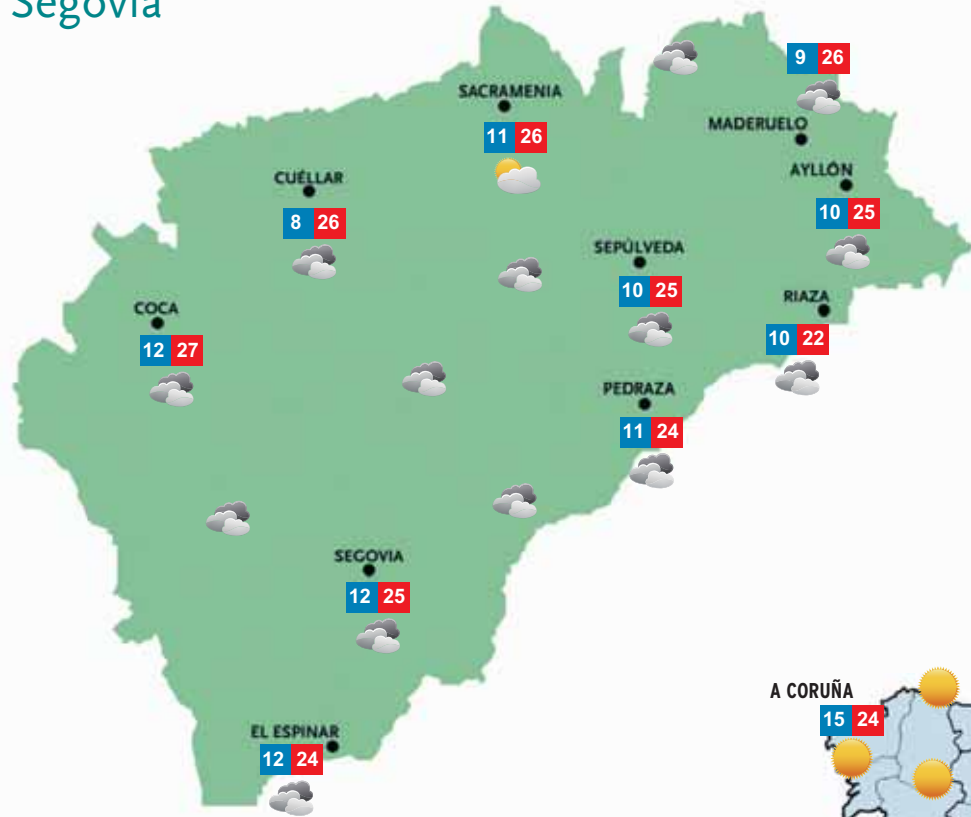 Segovia
9 26
SACRAMENIA
11 26
MADERUELO
CUÉLLAR
8 26
AYLLÓN
10 25
SEPÚLVEDA
10 25
COCA
12 27
RIAZA
10 22
PEDRAZA
11 24
SEGOVIA
12 25
A CORUÑA
15 24
EL ESPINAR
12 24